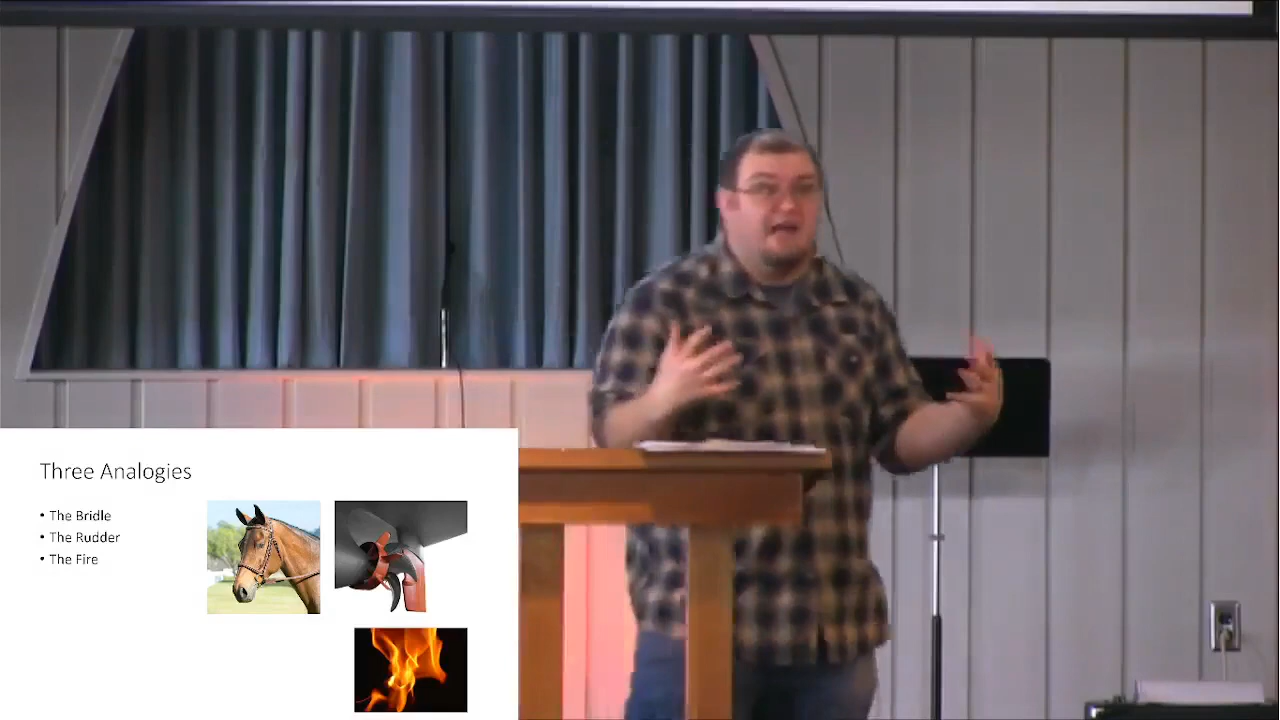 Three Analogies
• The Bridle
• The Rudder
• The Fire